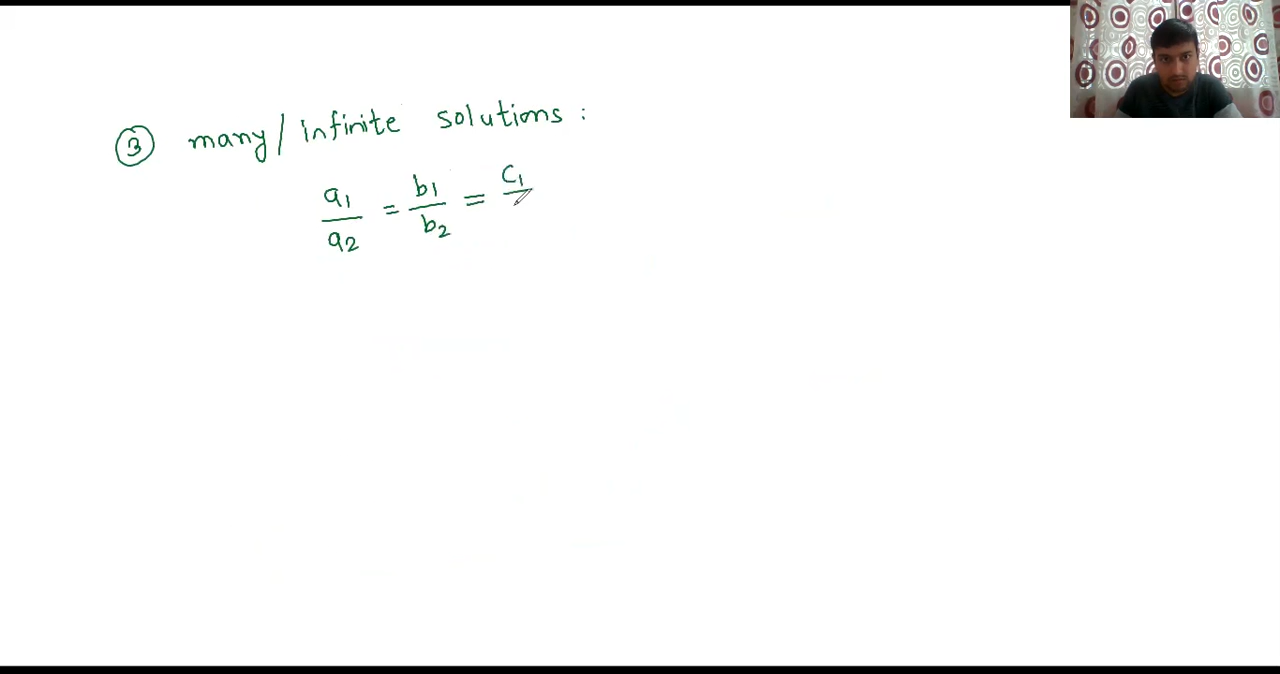 ③ many/infinite solutions :
a1/a2 = b1/b2 = c1/